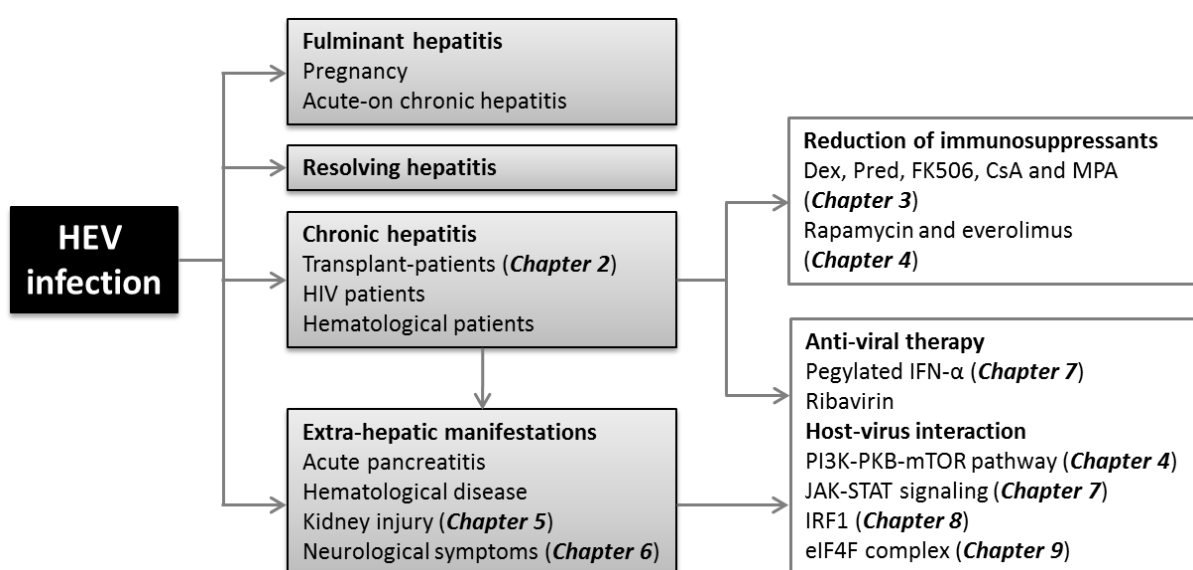 HEV
infection
Fulminant hepatitis
Pregnancy
Acute-on chronic hepatitis
Resolving hepatitis
Chronic hepatitis
Transplant-patients (Chapter 2)
HIV patients
Hematological patients
Extra-hepatic manifestations
Acute pancreatitis
Hematological disease
Kidney injury (Chapter 5)
Neurological symptoms (Chapter 6)
Reduction of immunosuppressants
Dex, Pred, FK506, CsA and MPA
(Chapter 3)
Rapamycin and everolimus
(Chapter 4)
Anti-viral therapy
Pegylated IFN-α (Chapter 7)
Ribavirin
Host-virus interaction
PI3K-PKB-mTOR pathway (Chapter 4)
JAK-STAT signaling (Chapter 7)
IRF1 (Chapter 8)
eIF4F complex (Chapter 9)